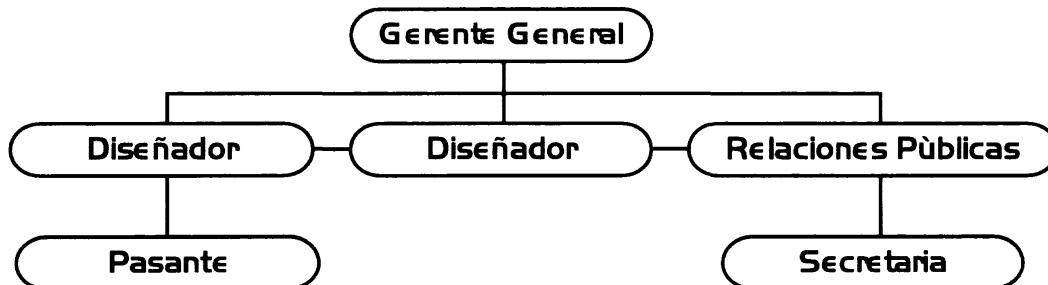 Gerente General
Diseñador
Diseñador
Relaciones Pùblicas
Pasante
Secretaria